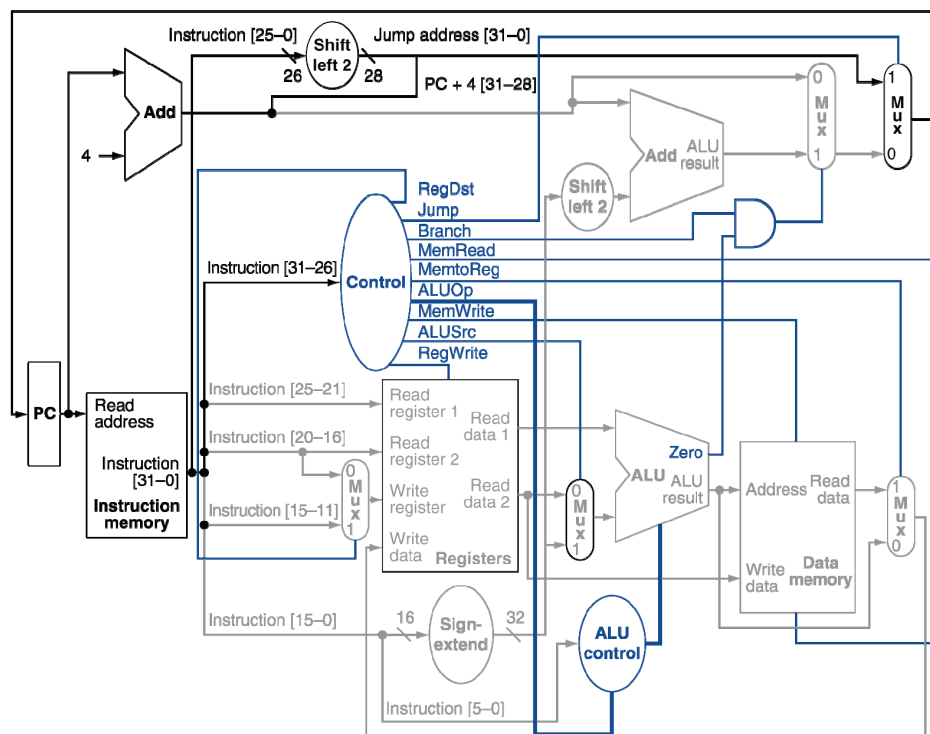 Instruction [25–0]
Shift
left 2
Jump address [31–0]
26
28
PC + 4 [31–28]
Add
4
0
M
u
x
1
1
M
u
x
0
Add
ALU
result
Shift
left 2
RegDst
Jump
Branch
MemRead
MemtoReg
ALUOp
MemWrite
ALUSrc
RegWrite
Instruction [31–26]
Control
PC
Read
address
Instruction
[31–0]
Instruction
memory
Instruction [25–21]
Instruction [20–16]
Instruction [15–11]
0
M
u
x
1
Read
register 1
Read
register 2
Write
register
Write
data
Read
data 1
Read
data 2
Registers
0
M
u
x
1
Zero
ALU
ALU
result
Address
Read
data
Write
data
Data
memory
1
M
u
x
0
Instruction [15–0]
16
Sign-
extend
32
ALU
control
Instruction [5–0]